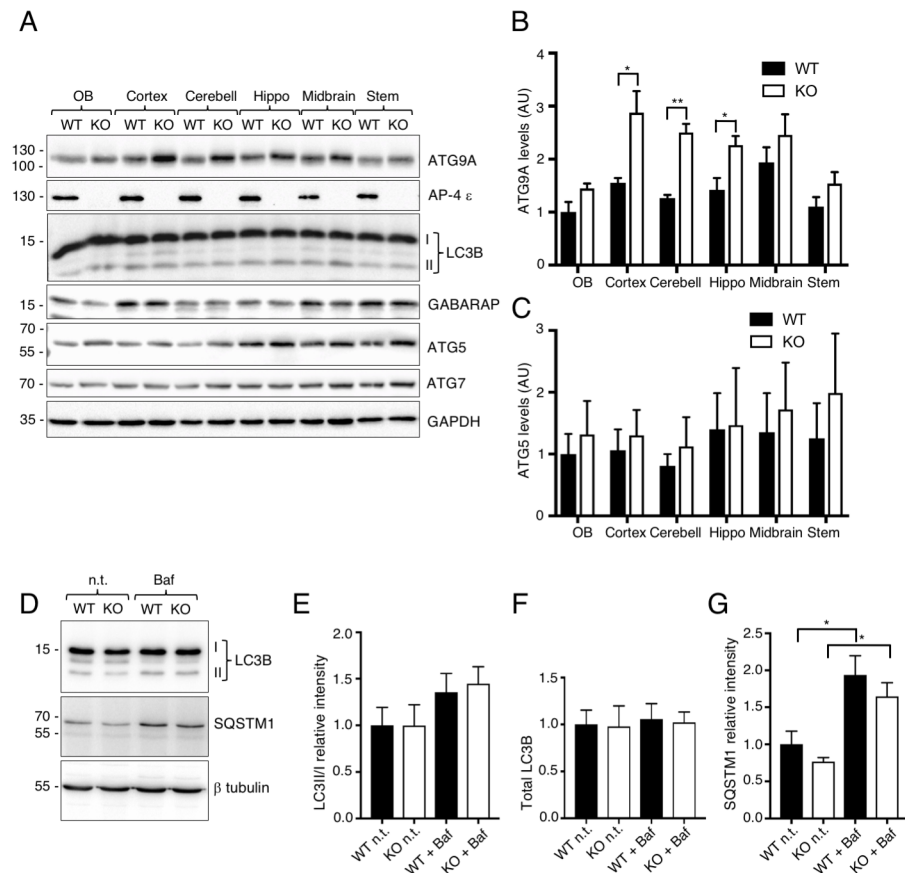 A
OB Cortex Cerebell Hippo Midbrain Stem
WT KO WT KO WT KO WT KO WT KO WT KO
130
100
ATG9A
130
AP-4 ε
15
I
II
LC3B
15
GABARAP
55
70
ATG5
70
ATG7
35
GAPDH
B
WT
KO
ATG9A levels (AU)
4
3
2
1
0
* ** *
OB Cortex Cerebell Hippo Midbrain Stem
C
WT
KO
ATG5 levels (AU)
3
2
1
0
OB Cortex Cerebell Hippo Midbrain Stem
D
n.t. Baf
WT KO WT KO
15
I
II
LC3B
70
55
SQSTM1
55
β tubulin
E
LC3II/I relative intensity
2.0
1.5
1.0
0.5
0.0
WT n.t. KO n.t. WT + Baf KO + Baf
F
Total LC3B
1.5
1.0
0.5
0.0
WT n.t. KO n.t. WT + Baf KO + Baf
G
SQSTM1 relative intensity
2.5
2.0
1.5
1.0
0.5
0.0
*
*
WT n.t. KO n.t. WT + Baf KO + Baf